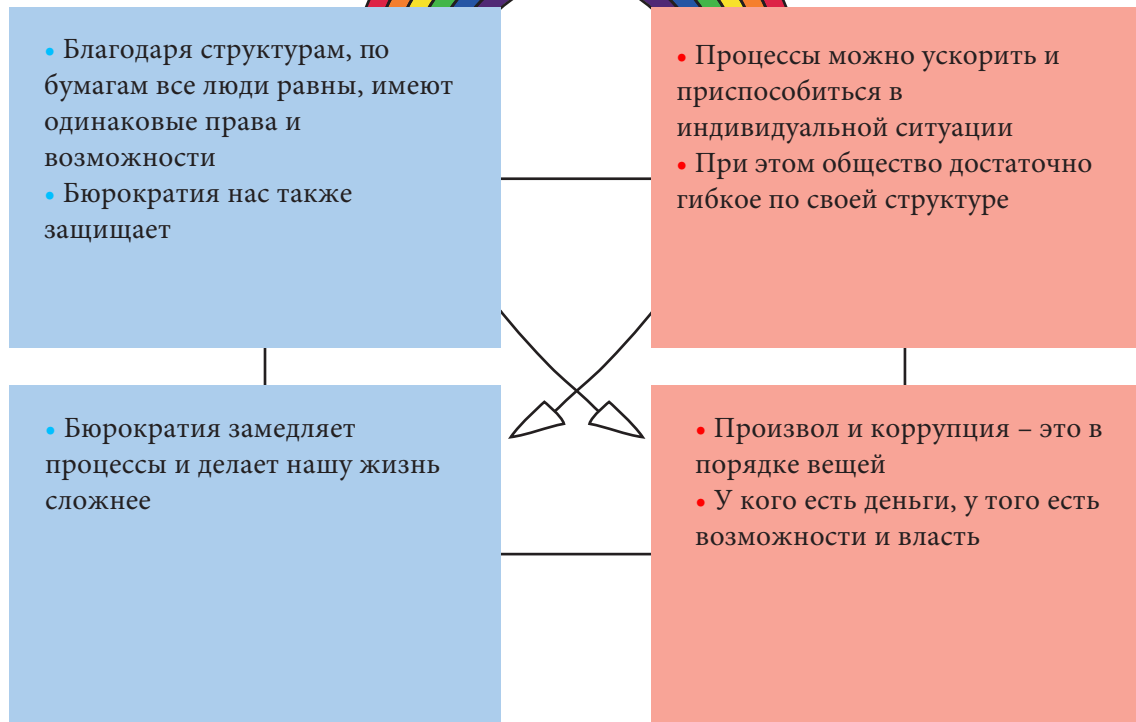 • Благодаря структурам, по
бумагам все люди равны, имеют
одинаковые права и
возможности
• Бюрократия нас также
защищает
• Процессы можно ускорить и
приспособиться в
индивидуальной ситуации
• При этом общество достаточно
гибкое по своей структуре
• Бюрократия замедляет
процессы и делает нашу жизнь
сложнее
• Произвол и коррупция – это в
порядке вещей
• У кого есть деньги, у того есть
возможности и власть